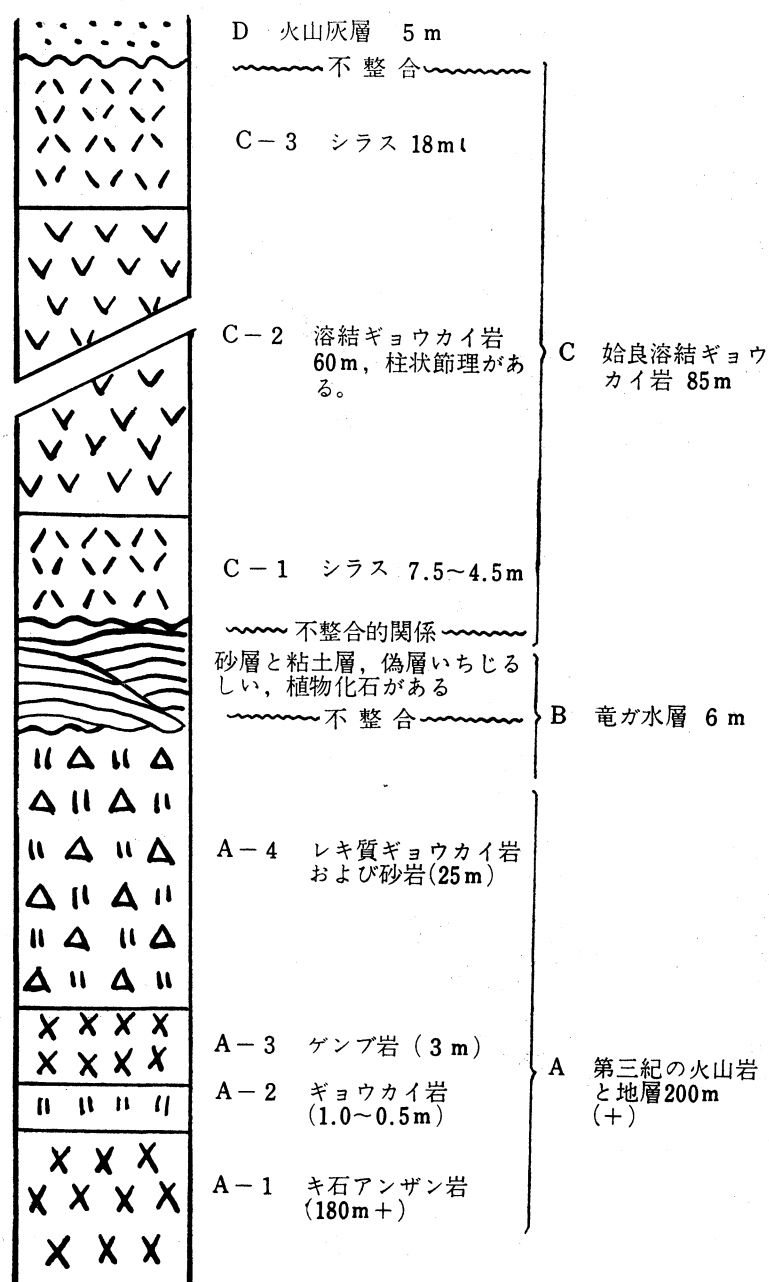 D 火山灰層 5m
不整合
C-3 シラス 18m
C-2 溶結ギョウカイ岩
60m，柱状節理があ
る。
C 姶良溶結ギョウ
カイ岩 85m
C-1 シラス 7.5~4.5m
不整合的関係
砂層と粘土層，偽層いちじる
しい，植物化石がある
不整合
B 竜ガ水層 6m
A-4 レキ質ギョウカイ岩
および砂岩(25m)
A-3 ゲンブ岩(3m)
A-2 ギョウカイ岩
(1.0~0.5m)
A 第三紀の火山岩
と地層200m
(+)
A-1 キ石アンザン岩
(180m+)